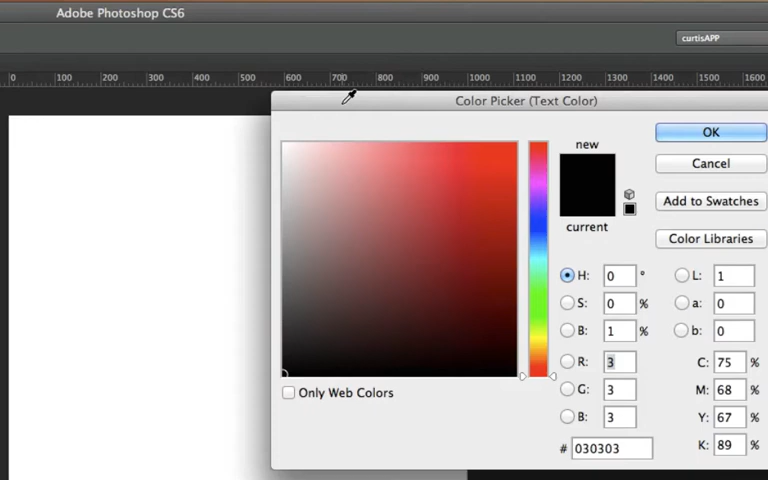 Adobe Photoshop CS6
curtisAPP
0 100 200 300 400 500 600 700 800 900 1000 1100 1200 1300 1400 1500 1600
Color Picker (Text Color)
new
OK
Cancel
Add to Swatches
current
Color Libraries
H: 0 ° L: 1
S: 0 % a: 0
B: 1 % b: 0
R: 3 C: 75 %
Only Web Colors
G: 3 M: 68 %
B: 3 Y: 67 %
# 030303 K: 89 %